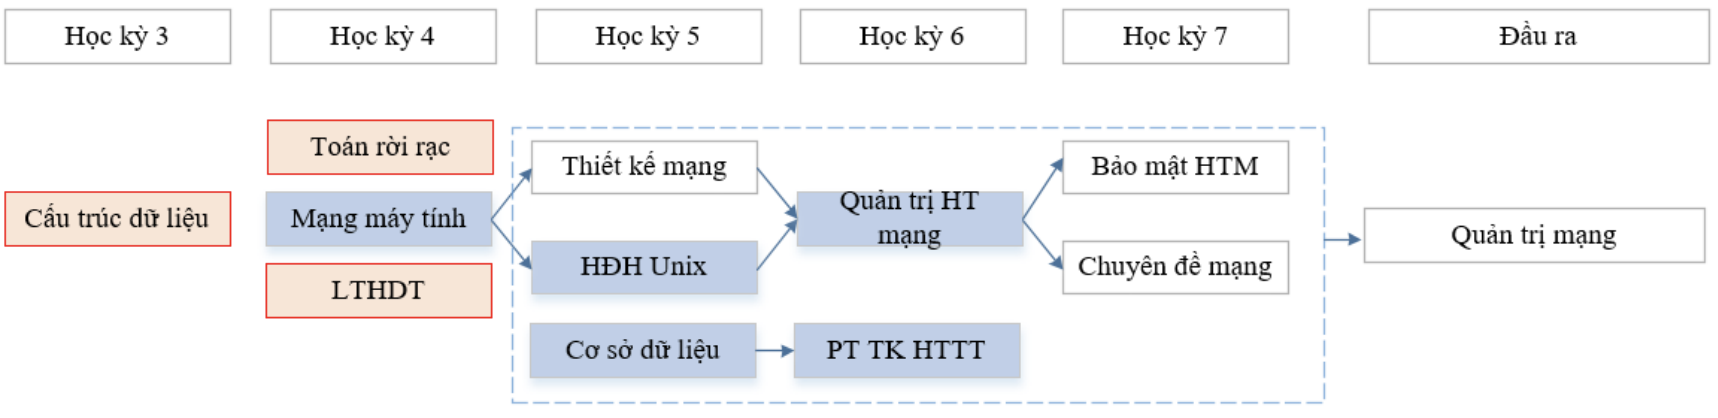 Học kỳ 3
Học kỳ 4
Học kỳ 5
Học kỳ 6
Học kỳ 7
Đầu ra
Cấu trúc dữ liệu
Toán rời rạc
Mạng máy tính
LTHDT
Thiết kế mạng
HĐH Unix
Cơ sở dữ liệu
Quản trị HT
mạng
PT TK HTTT
Bảo mật HTM
Chuyên đề mạng
Quản trị mạng